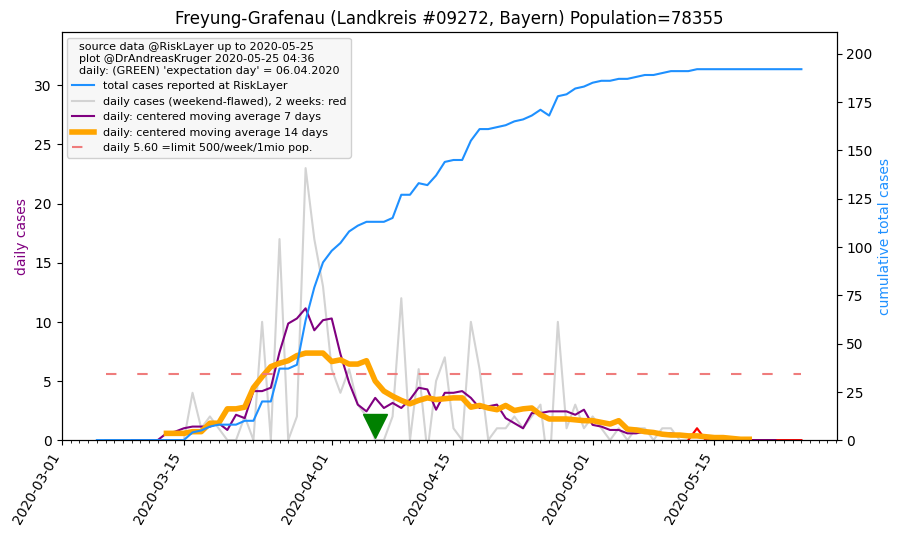 Freyung-Grafenau (Landkreis #09272, Bayern) Population=78355
source data @RiskLayer up to 2020-05-25
plot @DrAndreasKruger 2020-05-25 04:36
daily: (GREEN) 'expectation day' = 06.04.2020
total cases reported at RiskLayer
daily cases (weekend-flawed), 2 weeks: red
daily: centered moving average 7 days
daily: centered moving average 14 days
daily 5.60 =limit 500/week/1mio pop.
daily cases
30
25
20
15
10
5
0
cumulative total cases
200
175
150
125
100
75
50
25
0
2020-03-01
2020-03-15
2020-04-01
2020-04-15
2020-05-01
2020-05-15